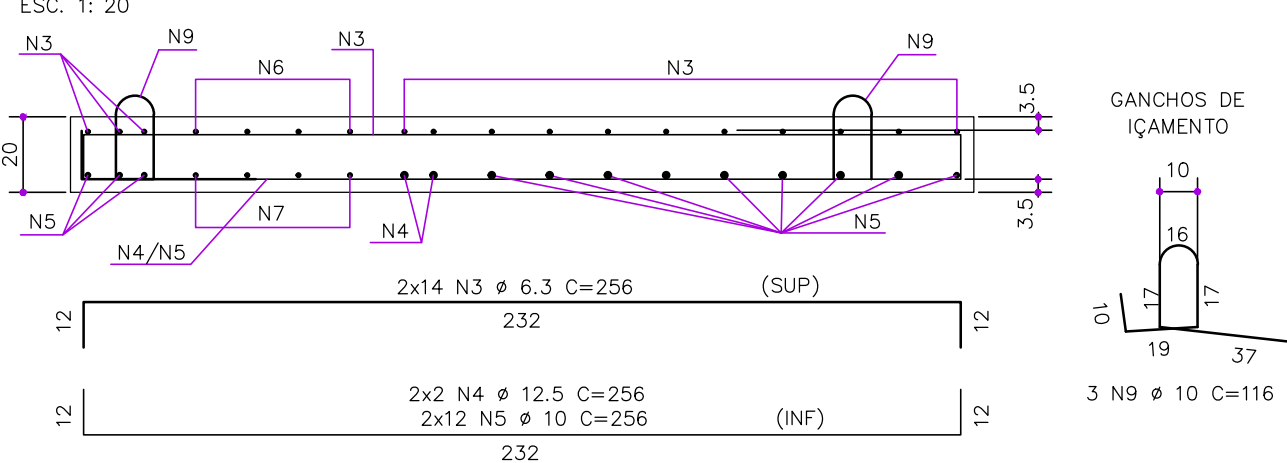 ESC. 1: 20
N3
N9
N3
N6
N3
N9
3.5
20
3.5
N5
N7
N4
N5
N4/N5
2x14 N3 ø 6.3 C=256 (SUP)
12
232
12
2x2 N4 ø 12.5 C=256
2x12 N5 ø 10 C=256 (INF)
12
232
12
GANCHOS DE
IÇAMENTO
10
16
17
17
10
19
37
3 N9 ø 10 C=116